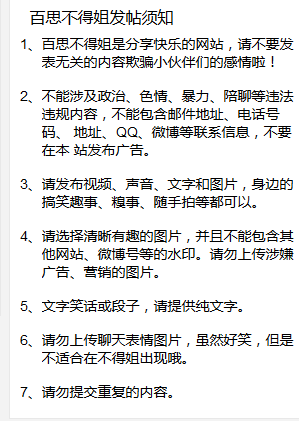 百思不得姐发帖须知
1、百思不得姐是分享快乐的网站，请不要发
表无关的内容欺骗小伙伴们的感情啦！
2、不能涉及政治、色情、暴力、陪聊等违法
违规内容，不能包含邮件地址、电话号
码、 地址、QQ、微博等联系信息，不要
在本 站发布广告。
3、请发布视频、声音、文字和图片，身边的
搞笑趣事、糗事、随手拍等都可以。
4、请选择清晰有趣的图片，并且不能包含其
他网站、微博号等的水印。请勿上传涉嫌
广告、营销的图片。
5、文字笑话或段子，请提供纯文字。
6、请勿上传聊天表情图片，虽然好笑，但是
不适合在不得姐出现哦。
7、请勿提交重复的内容。